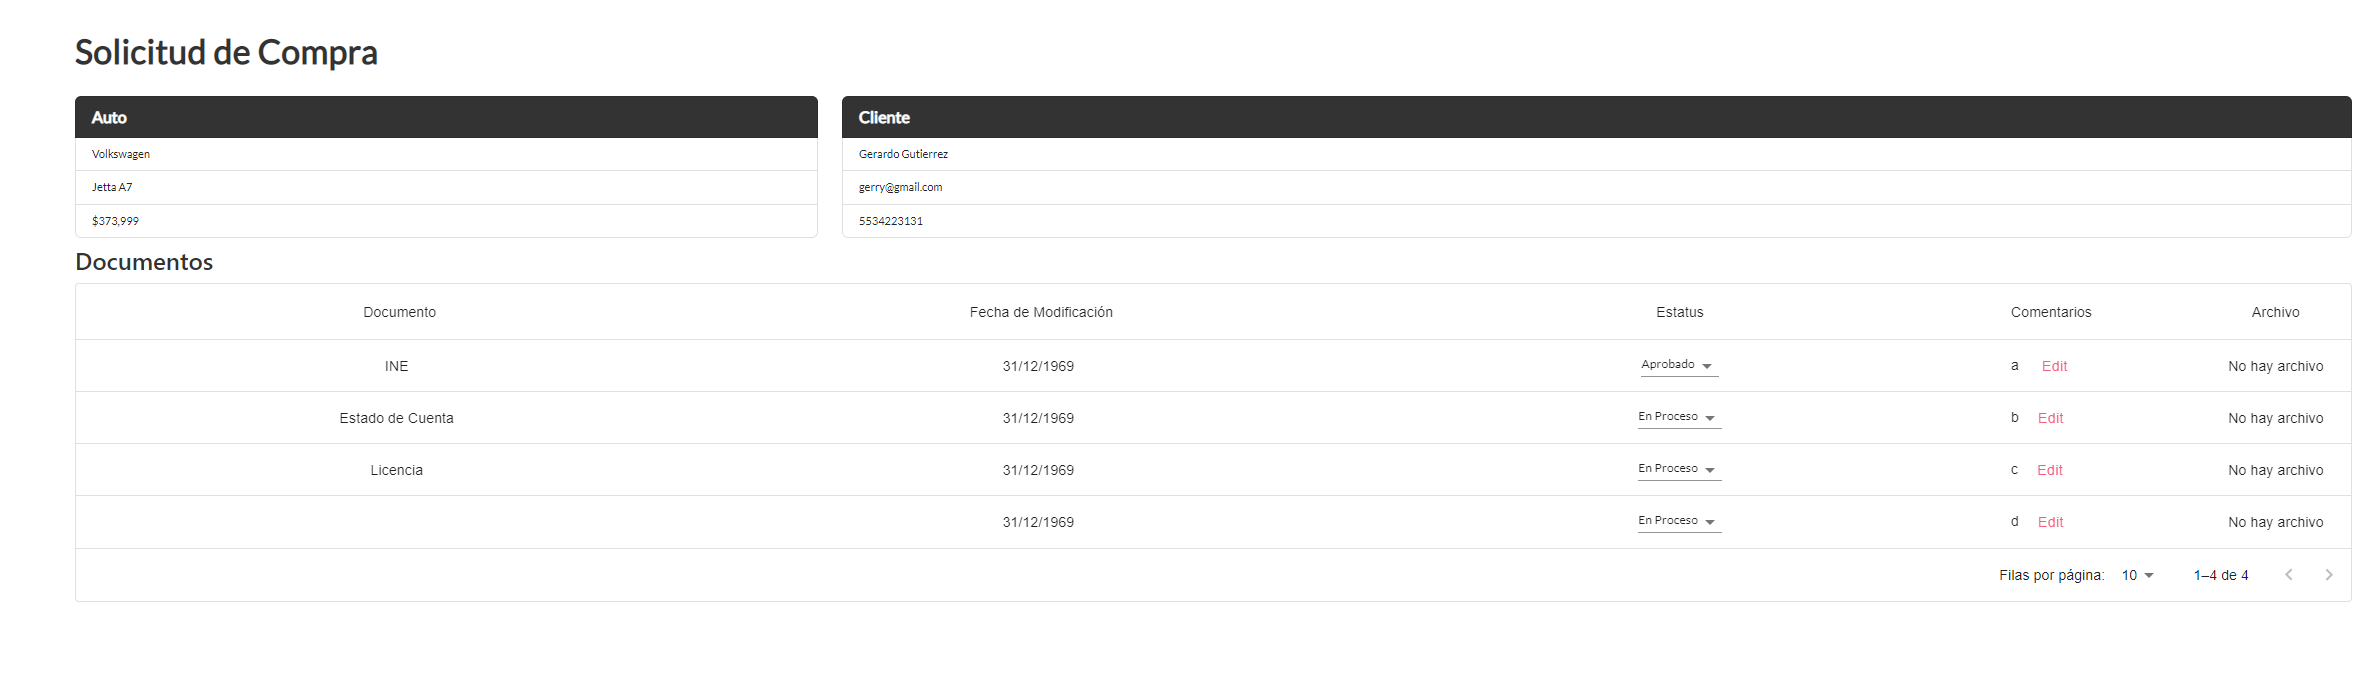 Solicitud de Compra
Auto
Volkswagen
Jetta A7
$373,999
Cliente
Gerardo Gutierrez
gerry@gmail.com
5534223131
Documentos
Documento Fecha de Modificación Estatus Comentarios Archivo
INE 31/12/1969 Aprobado a Edit No hay archivo
Estado de Cuenta 31/12/1969 En Proceso b Edit No hay archivo
Licencia 31/12/1969 En Proceso c Edit No hay archivo
31/12/1969 En Proceso d Edit No hay archivo
Filas por página: 10 1–4 de 4